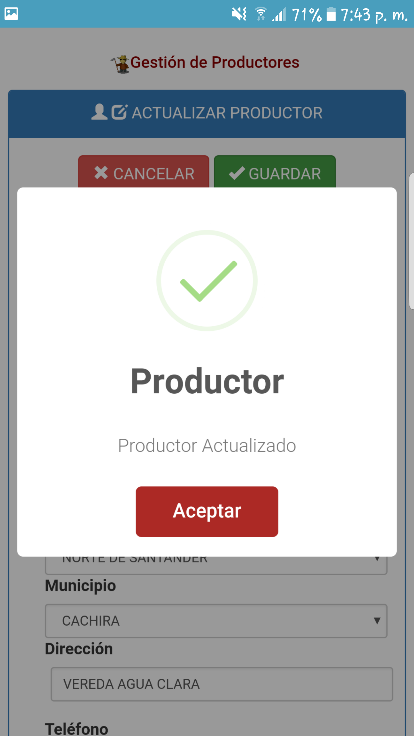 71% 7:43 p. m.
Gestión de Productores
ACTUALIZAR PRODUCTOR
CANCELAR GUARDAR
Productor
Productor Actualizado
Aceptar
NORTE DE SANTANDER
Municipio
CACHIRA
Dirección
VEREDA AGUA CLARA
Teléfono